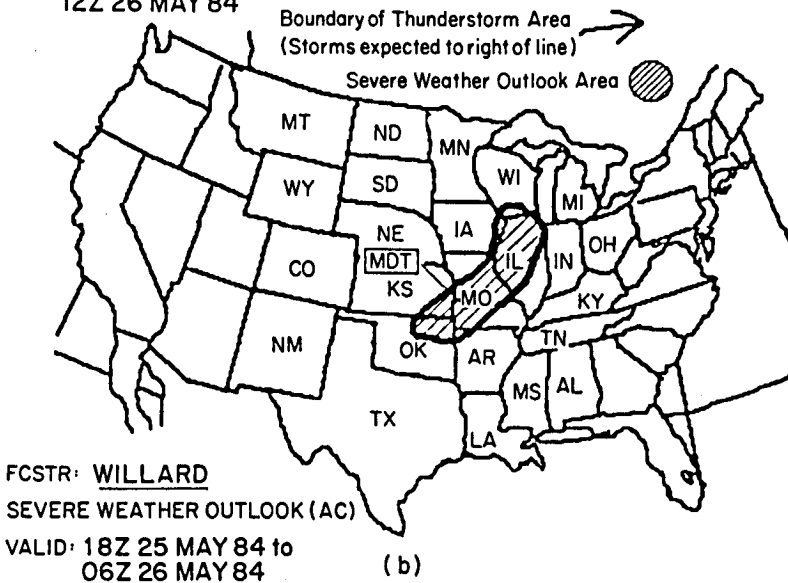 12Z 26 MAY 84
Boundary of Thunderstorm Area
(Storms expected to right of line)
Severe Weather Outlook Area
MT
ND
MN
WI
MI
WY
SD
IA
NE
MDT
IL
IN
OH
CO
KS
MO
KY
NM
OK
AR
TN
TX
MS
AL
LA
FCSTR: WILLARD
SEVERE WEATHER OUTLOOK (AC)
VALID: 18Z 25 MAY 84 to
06Z 26 MAY 84
(b)